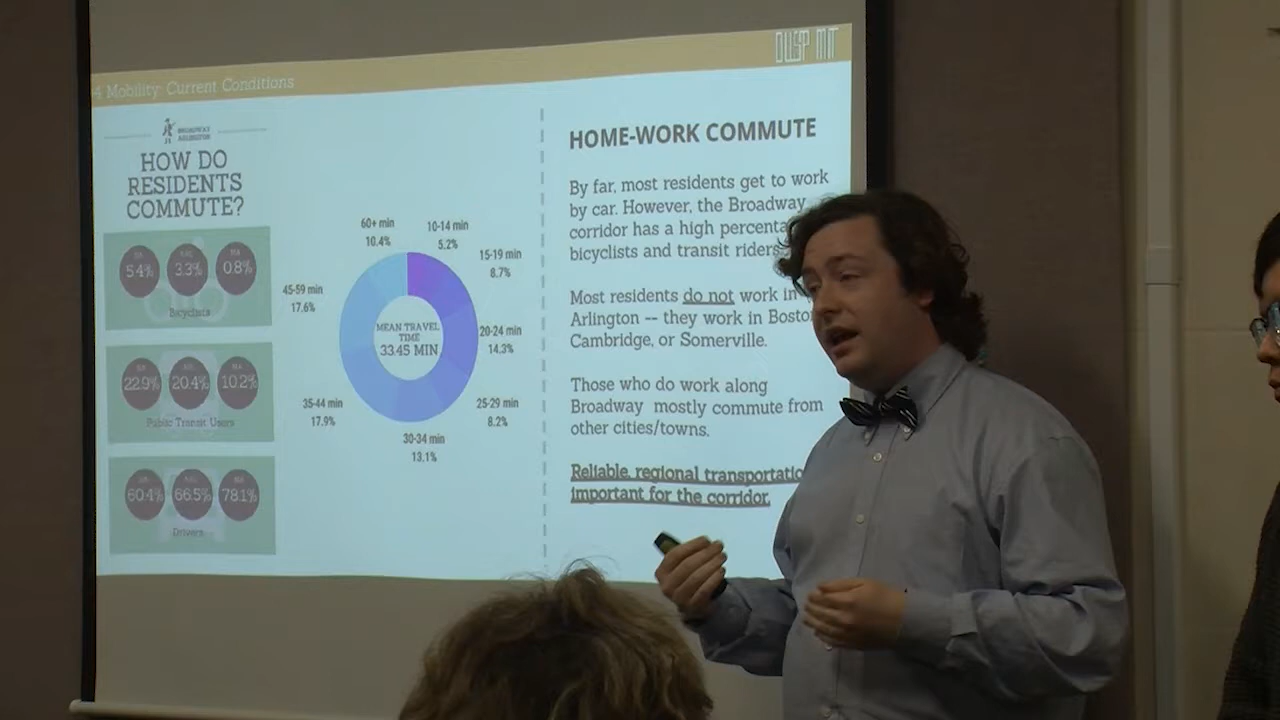 4 Mobility: Current Conditions
DUSP MIT
BROADWAY
ARLINGTON
HOW DO
RESIDENTS
COMMUTE?
5.4%
3.3%
0.8%
Bicyclists
22.9%
20.4%
10.2%
Public Transit Users
60.4%
66.5%
78.1%
Drivers
60+ min
10.4%
10-14 min
5.2%
15-19 min
8.7%
45-59 min
17.6%
MEAN TRAVEL
TIME
33.45 MIN
20-24 min
14.3%
35-44 min
17.9%
25-29 min
8.2%
30-34 min
13.1%
HOME-WORK COMMUTE
By far, most residents get to work
by car. However, the Broadway
corridor has a high percenta
bicyclists and transit riders
Most residents do not work in
Arlington -- they work in Bosto
Cambridge, or Somerville.
Those who do work along
Broadway mostly commute from
other cities/towns.
Reliable, regional transportatio
important for the corridor.